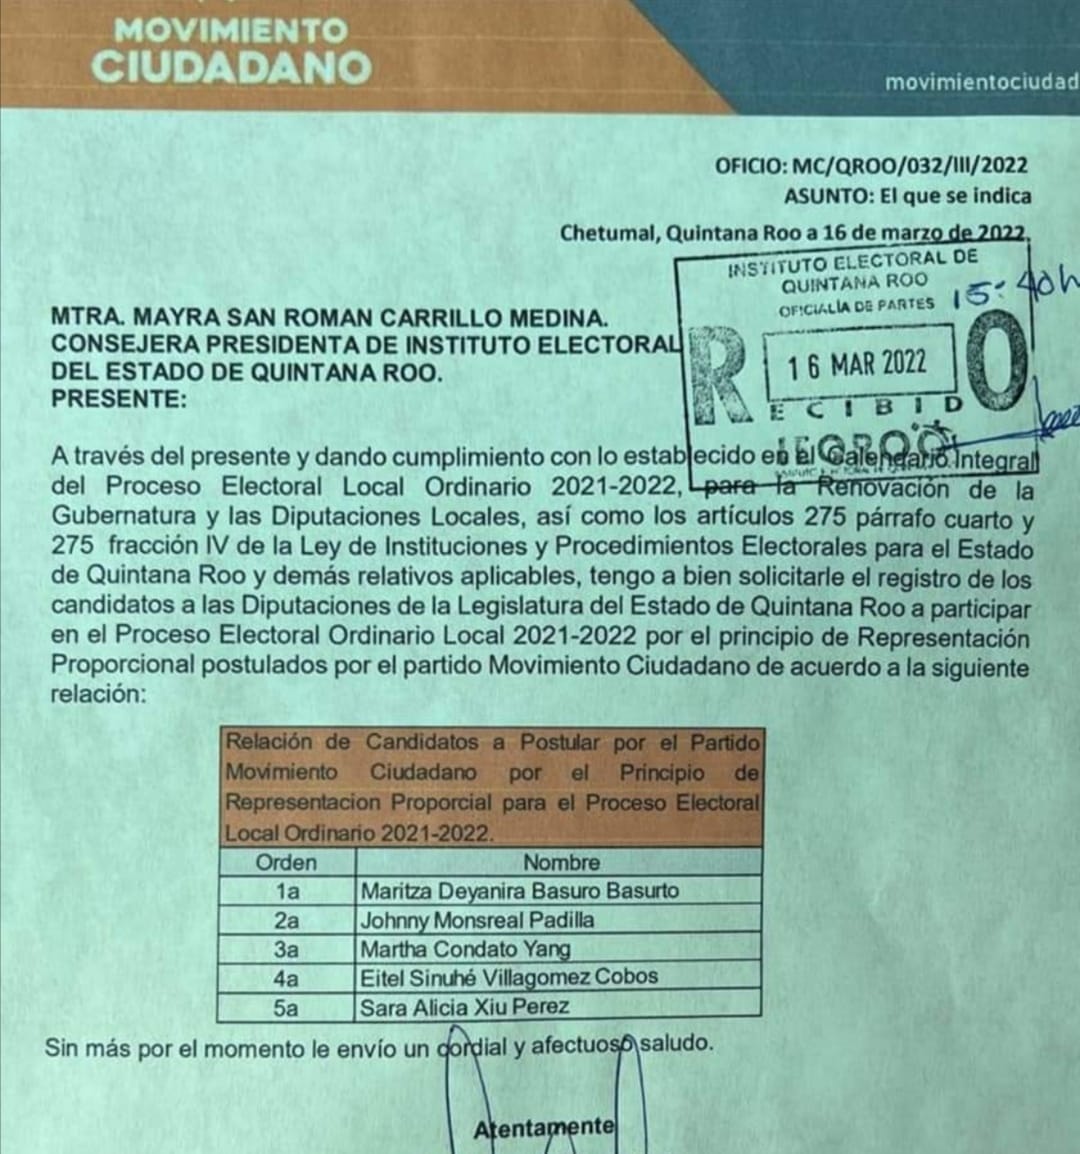 MOVIMIENTO
CIUDADANO
movimientociudad
OFICIO: MC/QROO/032/III/2022
ASUNTO: El que se indica
Chetumal, Quintana Roo a 16 de marzo de 2022.
INSTITUTO ELECTORAL DE
QUINTANA ROO
OFICIALÍA DE PARTES
15:40h
16 MAR 2022
RECIBIDO
IEQROO
MTRA. MAYRA SAN ROMAN CARRILLO MEDINA.
CONSEJERA PRESIDENTA DE INSTITUTO ELECTORAL
DEL ESTADO DE QUINTANA ROO.
PRESENTE:
A través del presente y dando cumplimiento con lo establecido en el Calendario Integral
del Proceso Electoral Local Ordinario 2021-2022, para la Renovación de la
Gubernatura y las Diputaciones Locales, así como los artículos 275 párrafo cuarto y
275 fracción IV de la Ley de Instituciones y Procedimientos Electorales para el Estado
de Quintana Roo y demás relativos aplicables, tengo a bien solicitarle el registro de los
candidatos a las Diputaciones de la Legislatura del Estado de Quintana Roo a participar
en el Proceso Electoral Ordinario Local 2021-2022 por el principio de Representación
Proporcional postulados por el partido Movimiento Ciudadano de acuerdo a la siguiente
relación:
Relación de Candidatos a Postular por el Partido
Movimiento Ciudadano por el Principio de
Representacion Proporcial para el Proceso Electoral
Local Ordinario 2021-2022.
Orden Nombre
1a Maritza Deyanira Basuro Basurto
2a Johnny Monsreal Padilla
3a Martha Condato Yang
4a Eitel Sinuhé Villagomez Cobos
5a Sara Alicia Xiu Perez
Sin más por el momento le envío un cordial y afectuoso saludo.
Atentamente